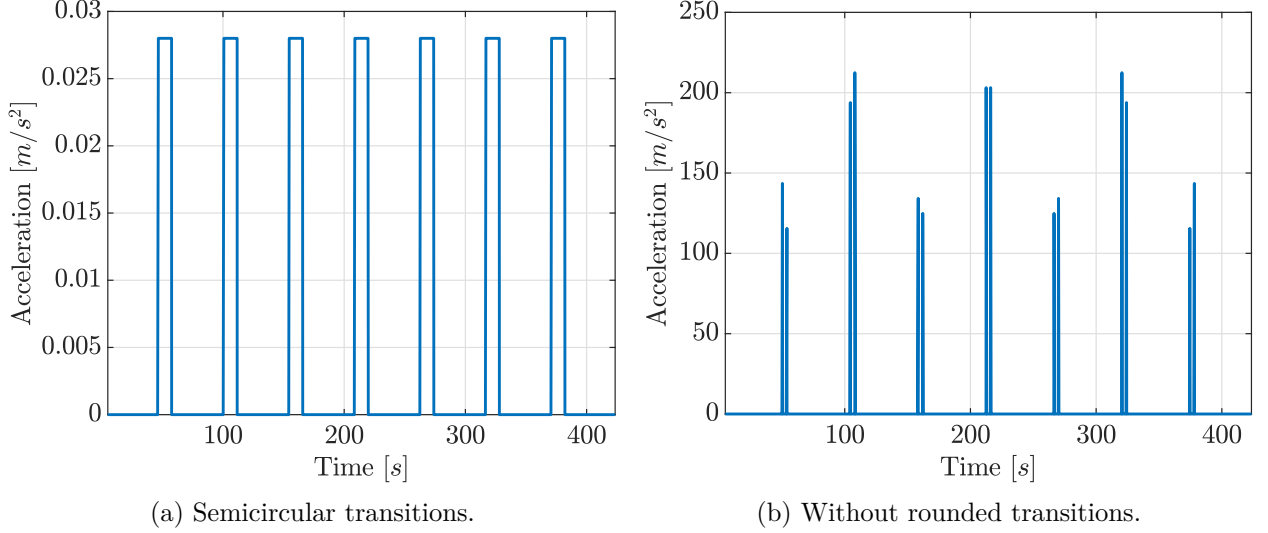 0.03
0.025
0.02
0.015
0.01
0.005
0
Acceleration [m/s²]
100 200 300 400
Time [s]
(a) Semicircular transitions.
250
200
150
100
50
0
Acceleration [m/s²]
100 200 300 400
Time [s]
(b) Without rounded transitions.